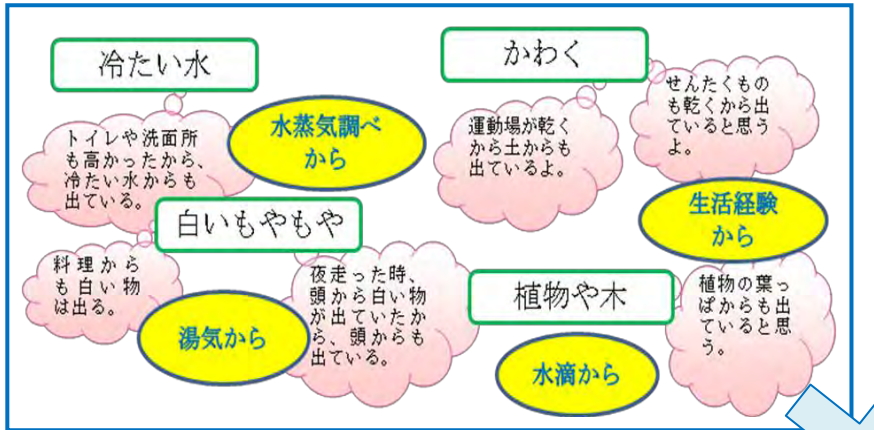 冷たい水
トイレや洗面所
も高かったから、
冷たい水からも
出ている。
水蒸気調べ
から
かわく
運動場が乾く
から土からも
出ているよ。
せんたくもの
も乾くから出
ていると思う
よ。
生活経験
から
白いもやもや
料理から
も白い物
は出る。
湯気から
夜走った時、
頭から白い物
が出ていたか
ら、頭からも
出ている。
植物や木
水滴から
植物の葉っ
ぱからも出
ていると思
う。